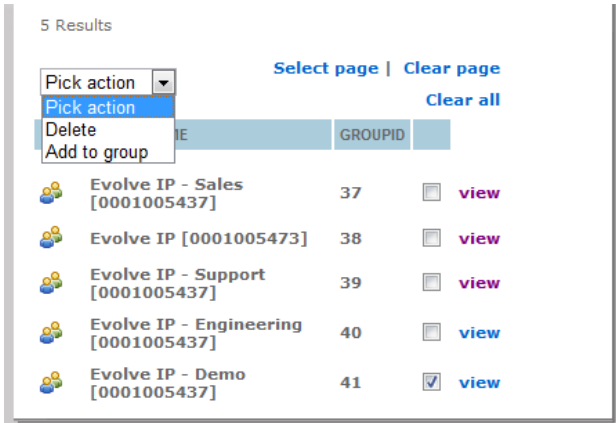 5 Results
Select page | Clear page
Pick action
Clear all
Pick action
Delete
Add to group
ME GROUPID
Evolve IP - Sales
[0001005437]
37 view
Evolve IP [0001005473] 38 view
Evolve IP - Support
[0001005437]
39 view
Evolve IP - Engineering
[0001005437]
40 view
Evolve IP - Demo
[0001005437]
41 view